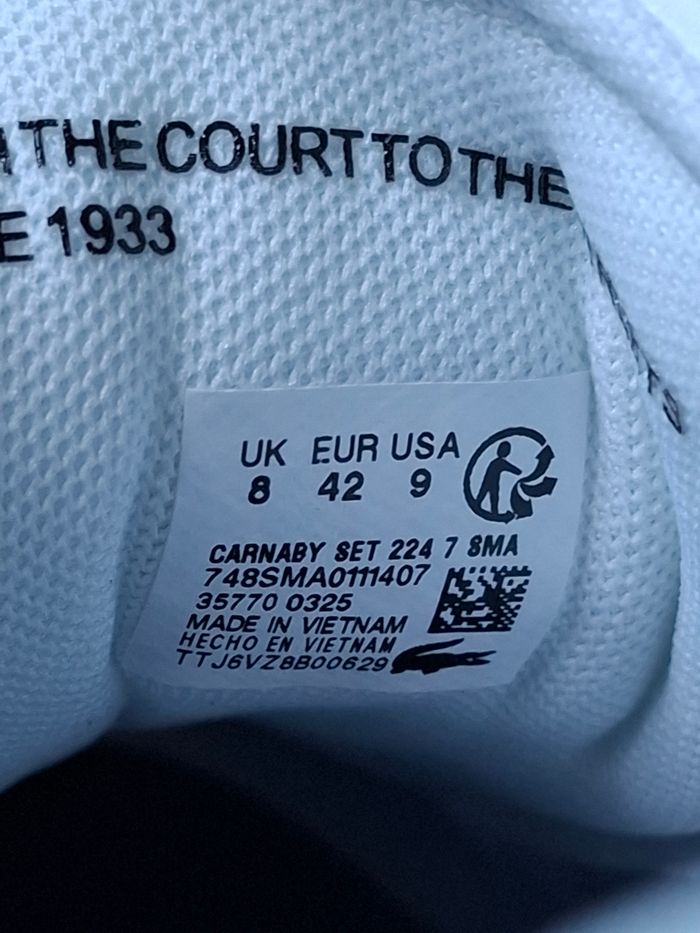 THE COURT TO THE
1933
UK EUR USA
8 42 9
CARNABY SET 224 7 SMA
748SMA0111407
35770 0325
MADE IN VIETNAM
HECHO EN VIETNAM
TTJ6VZ8B00629